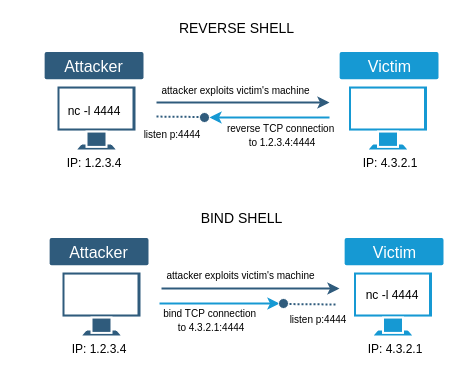 REVERSE SHELL
Attacker
Victim
attacker exploits victim's machine
nc -l 4444
listen p:4444
reverse TCP connection
to 1.2.3.4:4444
IP: 1.2.3.4
IP: 4.3.2.1
BIND SHELL
Attacker
Victim
attacker exploits victim's machine
nc -l 4444
bind TCP connection
to 4.3.2.1:4444
listen p:4444
IP: 1.2.3.4
IP: 4.3.2.1